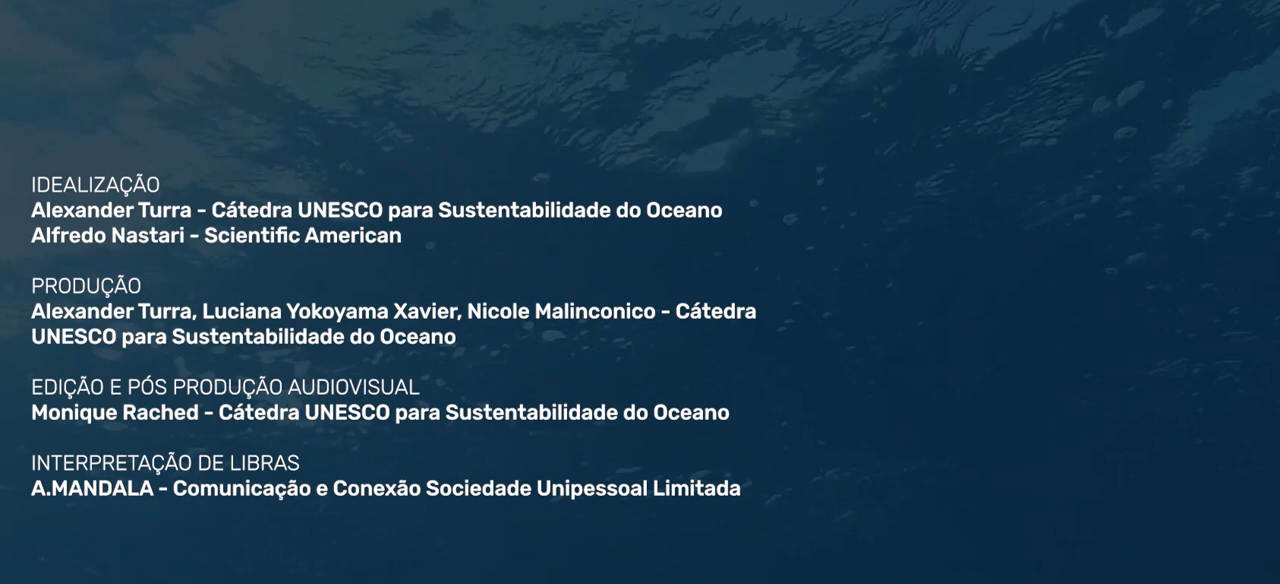 IDEALIZAÇÃO
Alexander Turra - Cátedra UNESCO para Sustentabilidade do Oceano
Alfredo Nastari - Scientific American
PRODUÇÃO
Alexander Turra, Luciana Yokoyama Xavier, Nicole Malinconico - Cátedra
UNESCO para Sustentabilidade do Oceano
EDIÇÃO E PÓS PRODUÇÃO AUDIOVISUAL
Monique Rached - Cátedra UNESCO para Sustentabilidade do Oceano
INTERPRETAÇÃO DE LIBRAS
A.MANDALA - Comunicação e Conexão Sociedade Unipessoal Limitada